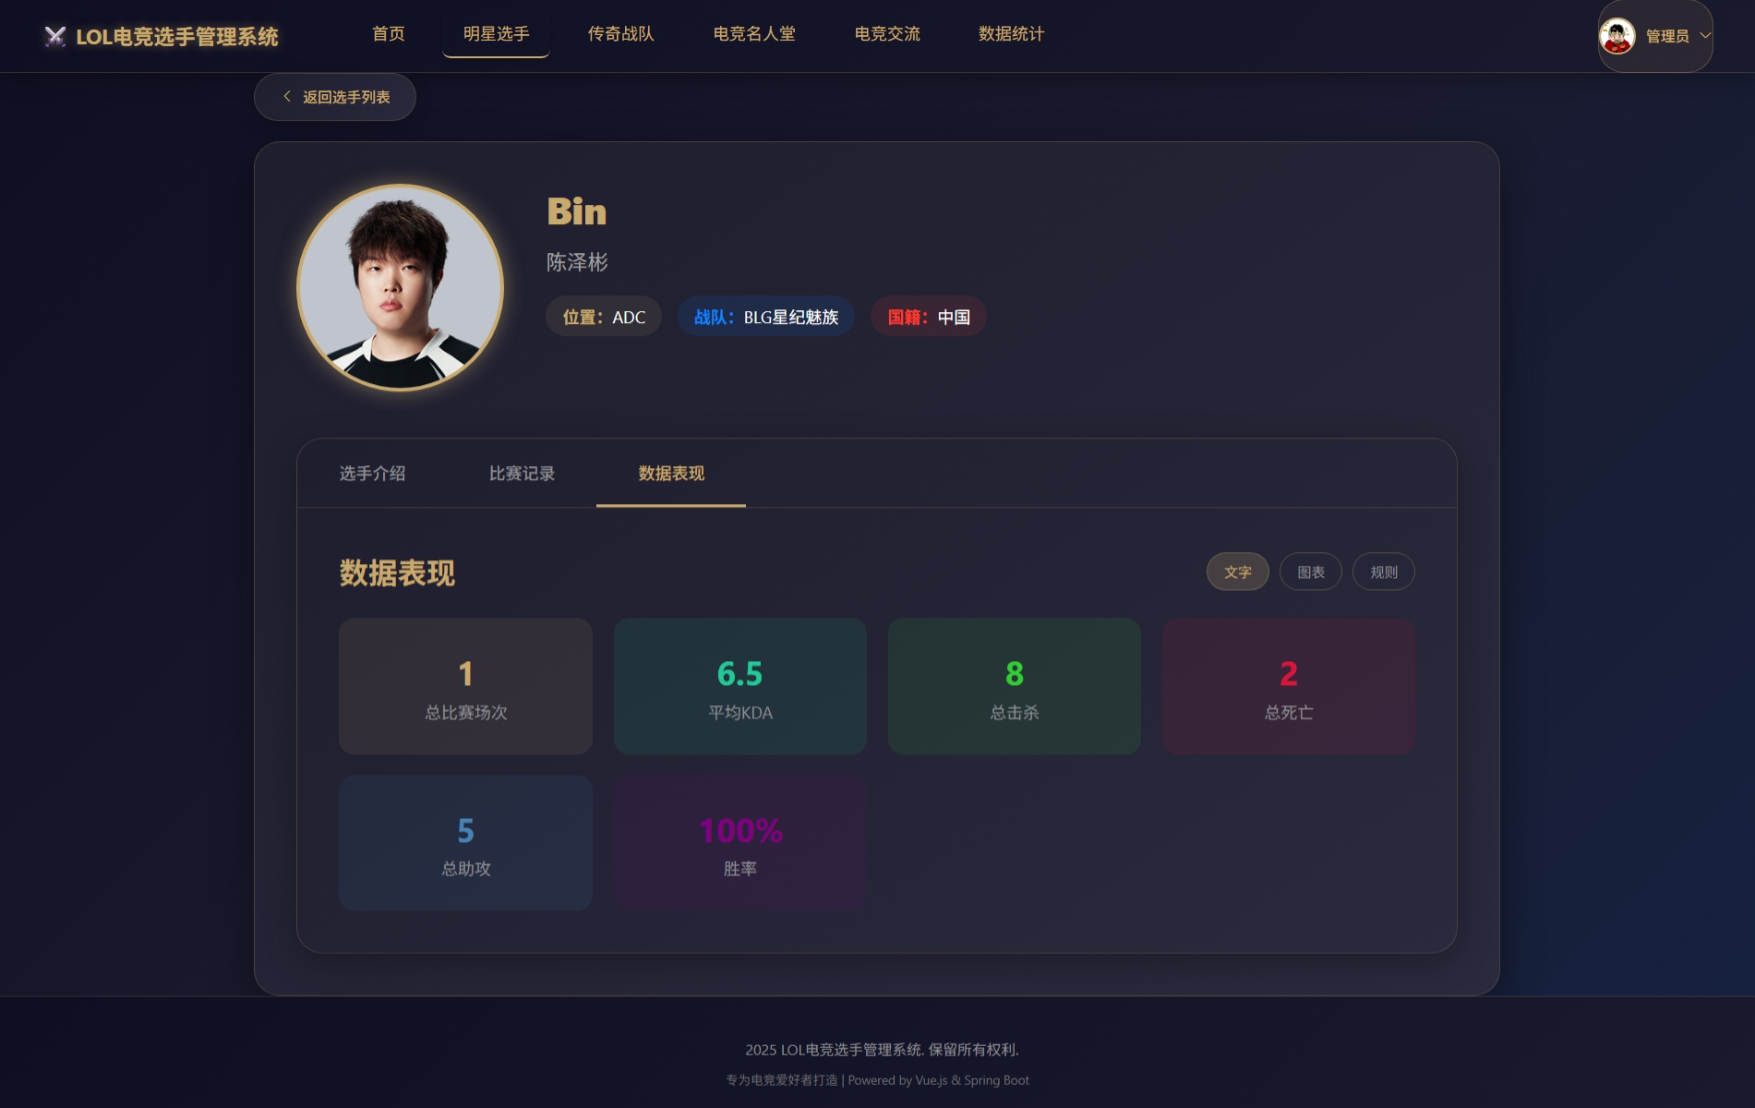 LOL电竞选手管理系统
首页
明星选手
传奇战队
电竞名人堂
电竞交流
数据统计
管理员
返回选手列表
Bin
陈泽彬
位置：ADC
战队：BLG星纪魅族
国籍：中国
选手介绍
比赛记录
数据表现
数据表现
文字
图表
规则
1
总比赛场次
6.5
平均KDA
8
总击杀
2
总死亡
5
总助攻
100%
胜率
2025 LOL电竞选手管理系统. 保留所有权利.
专为电竞爱好者打造 | Powered by Vue.js & Spring Boot